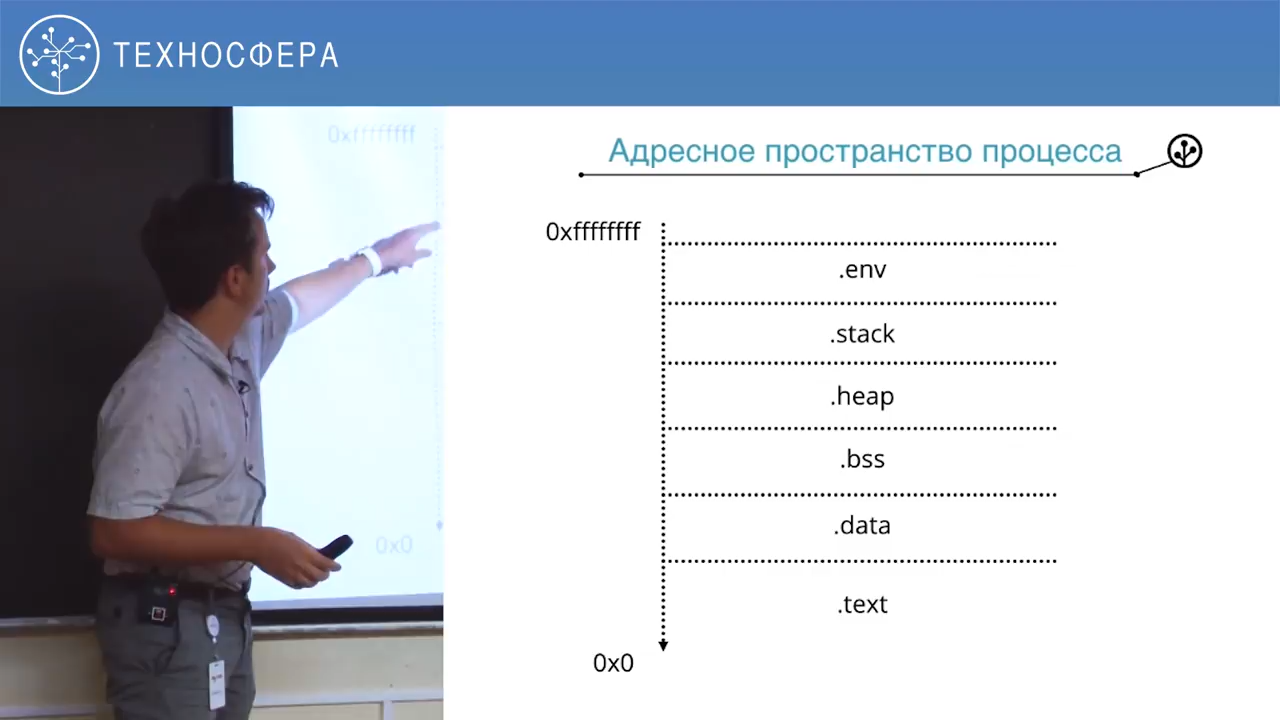 ТЕХНОСФЕРА
0xffffffff
Адресное пространство процесса
0xffffffff
.env
.stack
.heap
.bss
.data
.text
0x0
0x0